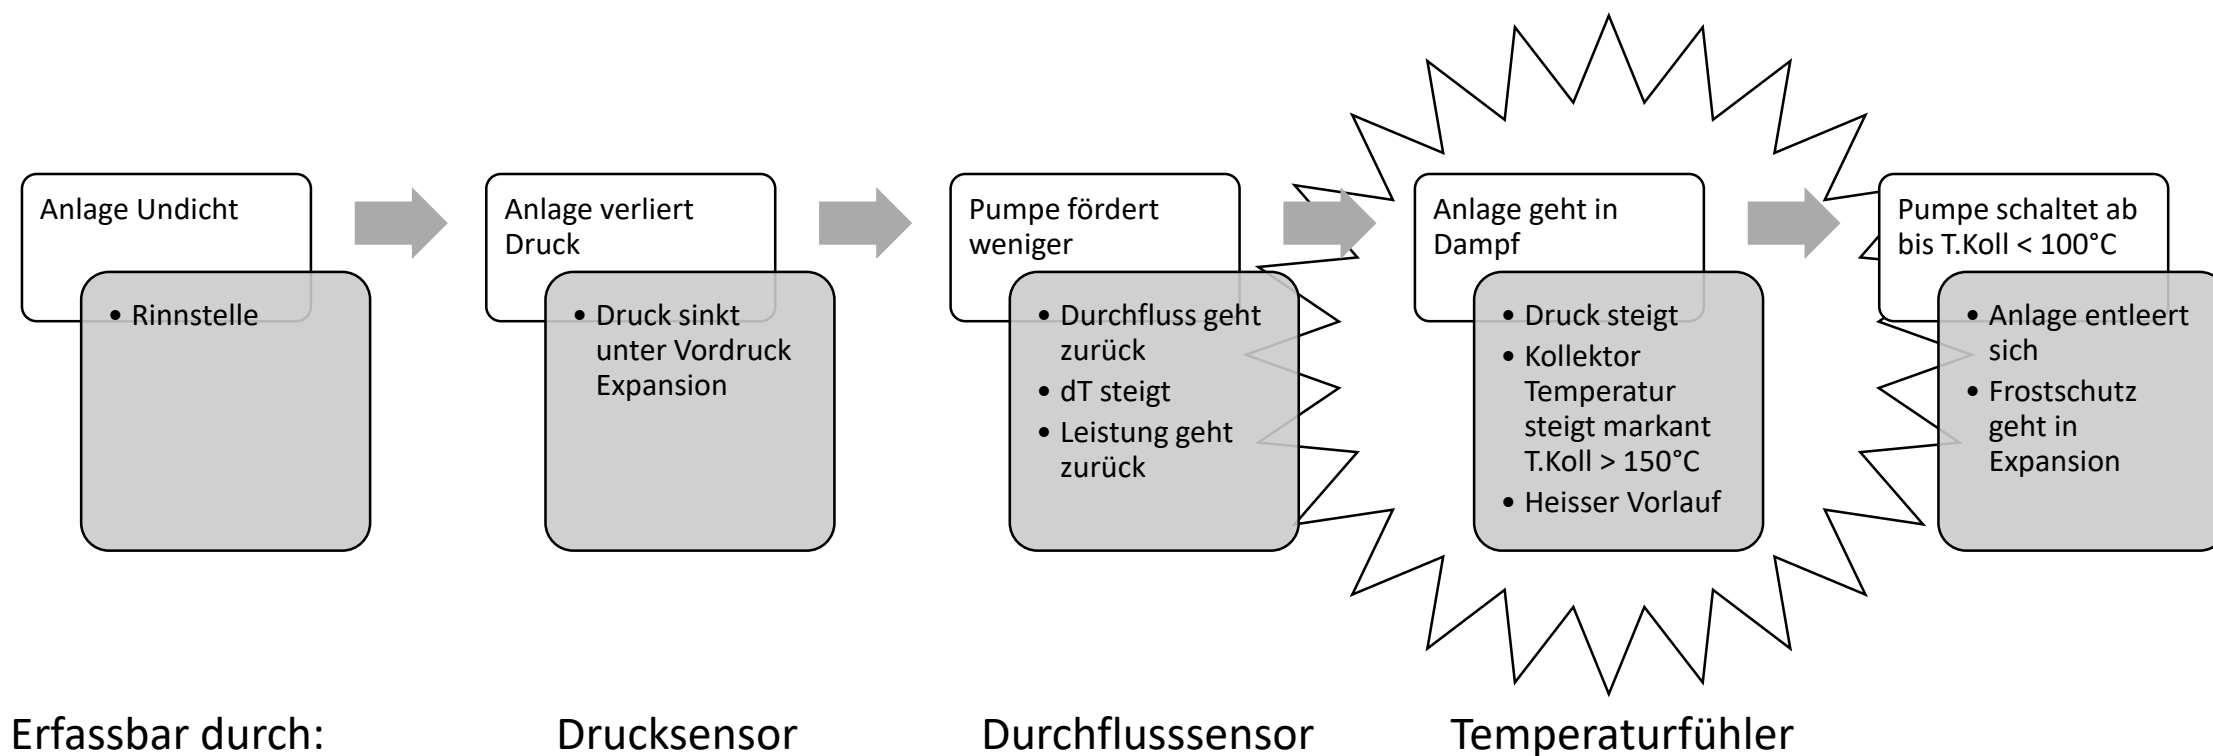 Anlage Undicht
• Rinnstelle
Anlage verliert
Druck
• Druck sinkt
unter Vordruck
Expansion
Pumpe fördert
weniger
• Durchfluss geht
zurück
• dT steigt
• Leistung geht
zurück
Anlage geht in
Dampf
• Druck steigt
• Kollektor
Temperatur
steigt markant
T.Koll > 150°C
• Heisser Vorlauf
Pumpe schaltet ab
bis T.Koll < 100°C
• Anlage entleert
sich
• Frostschutz
geht in
Expansion
Erfassbar durch:
Drucksensor
Durchflusssensor
Temperaturfühler